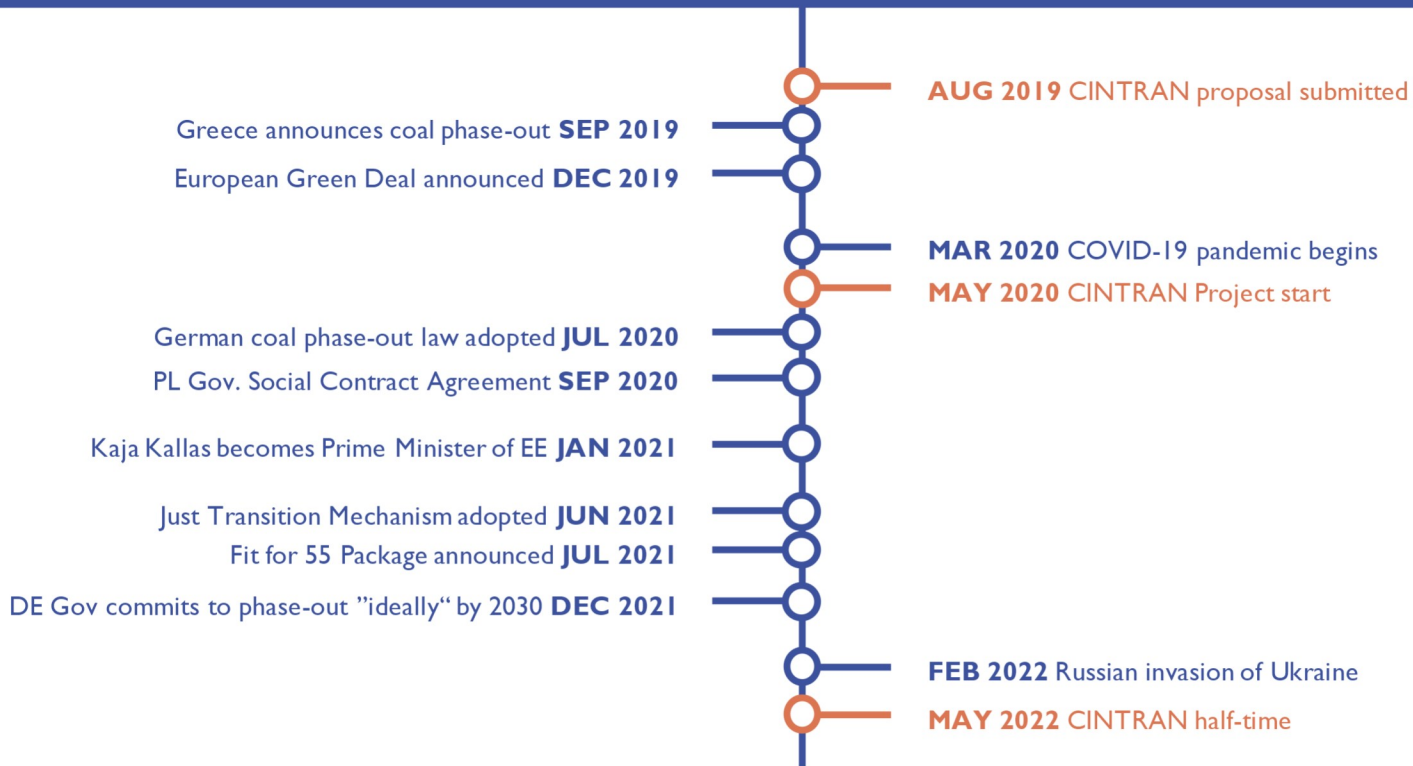 AUG 2019 CINTRAN proposal submitted
Greece announces coal phase-out SEP 2019
European Green Deal announced DEC 2019
MAR 2020 COVID-19 pandemic begins
MAY 2020 CINTRAN Project start
German coal phase-out law adopted JUL 2020
PL Gov. Social Contract Agreement SEP 2020
Kaja Kallas becomes Prime Minister of EE JAN 2021
Just Transition Mechanism adopted JUN 2021
Fit for 55 Package announced JUL 2021
DE Gov commits to phase-out ”ideally“ by 2030 DEC 2021
FEB 2022 Russian invasion of Ukraine
MAY 2022 CINTRAN half-time